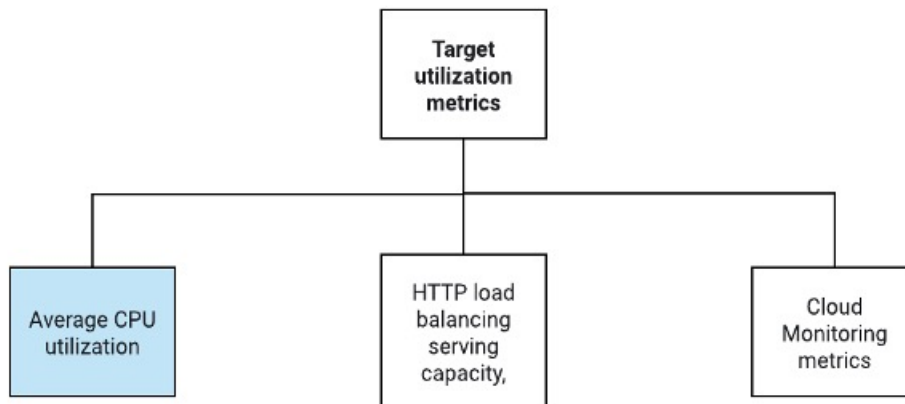 Target
utilization
metrics
Average CPU
utilization
HTTP load
balancing
serving
capacity,
Cloud
Monitoring
metrics